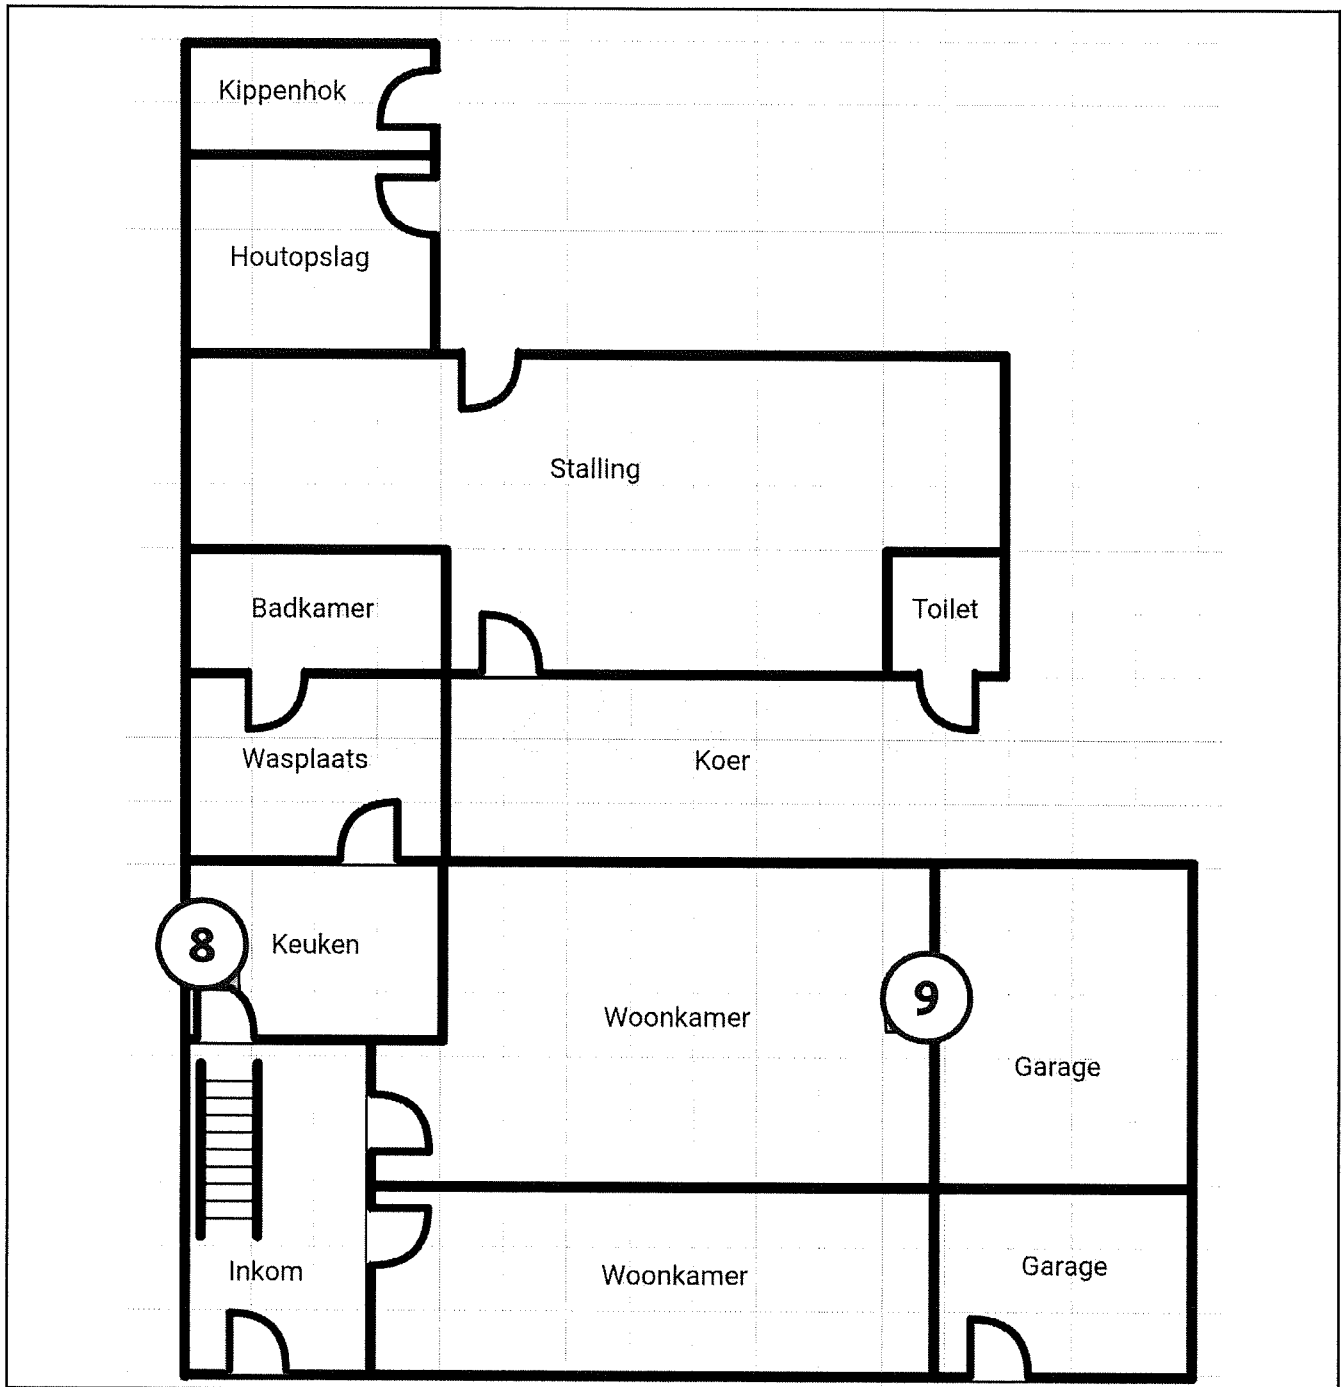 Kippenhok
Houtopslag
Stalling
Badkamer
Toilet
Wasplaats
Koer
8
Keuken
9
Woonkamer
Garage
Inkom
Woonkamer
Garage